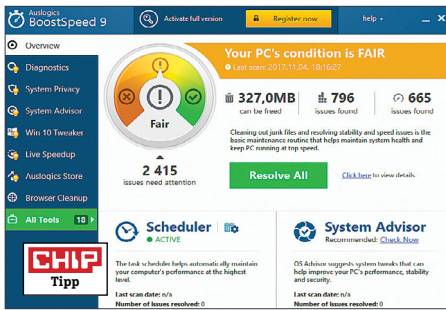 Auslogics
BoostSpeed 9
Activate full version
Register now
help
Overview
Diagnostics
System Privacy
System Advisor
Win 10 Tweaker
Live Speedup
Auslogics Store
Browser Cleanup
All Tools 18
CHIP
Tipp
Fair
2 415
issues need attention
Your PC's condition is FAIR
Last scan: 2017.11.04. 18:16:27
327,0MB
can be freed
796
issues found
665
issues found
Cleaning out junk files and resolving stability and speed issues is the
basic maintenance routine that helps maintain system health and
keep PC running at top speed.
Resolve All
Click here to view details
Scheduler
ACTIVE
The task scheduler helps automatically maintain
your computer's performance at the highest
level.
Last scan date: n/a
Number of issues resolved: 0
System Advisor
Recommended: Check Now
OS Advisor suggests system tweaks that can
help improve your PC's performance, stability
and security.
Last scan date: n/a
Number of issues resolved: 0